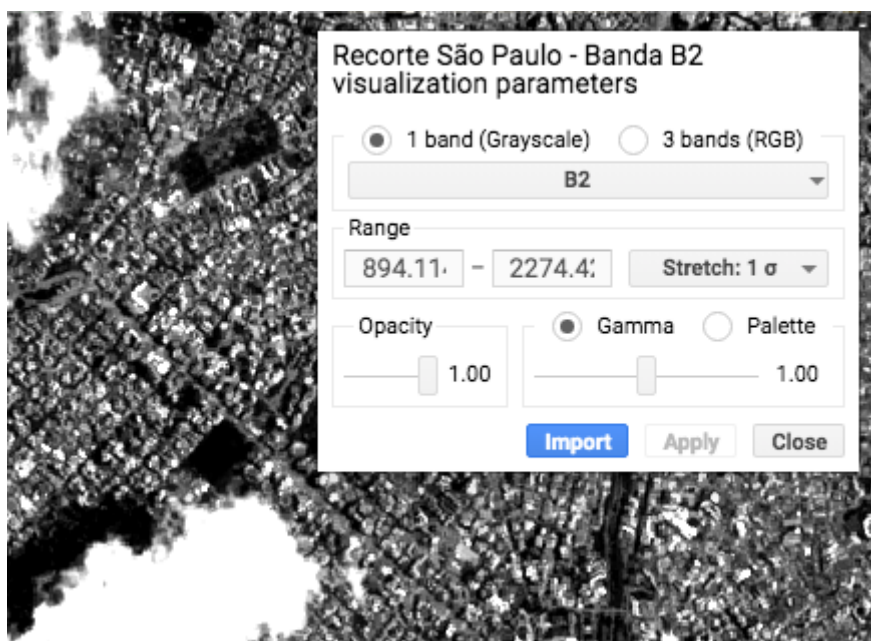 Recorte São Paulo - Banda B2
visualization parameters
1 band (Grayscale) 3 bands (RGB)
B2
Range
894.11 – 2274.4 Stretch: 1 σ
Opacity Gamma Palette
1.00 1.00
Import Apply Close